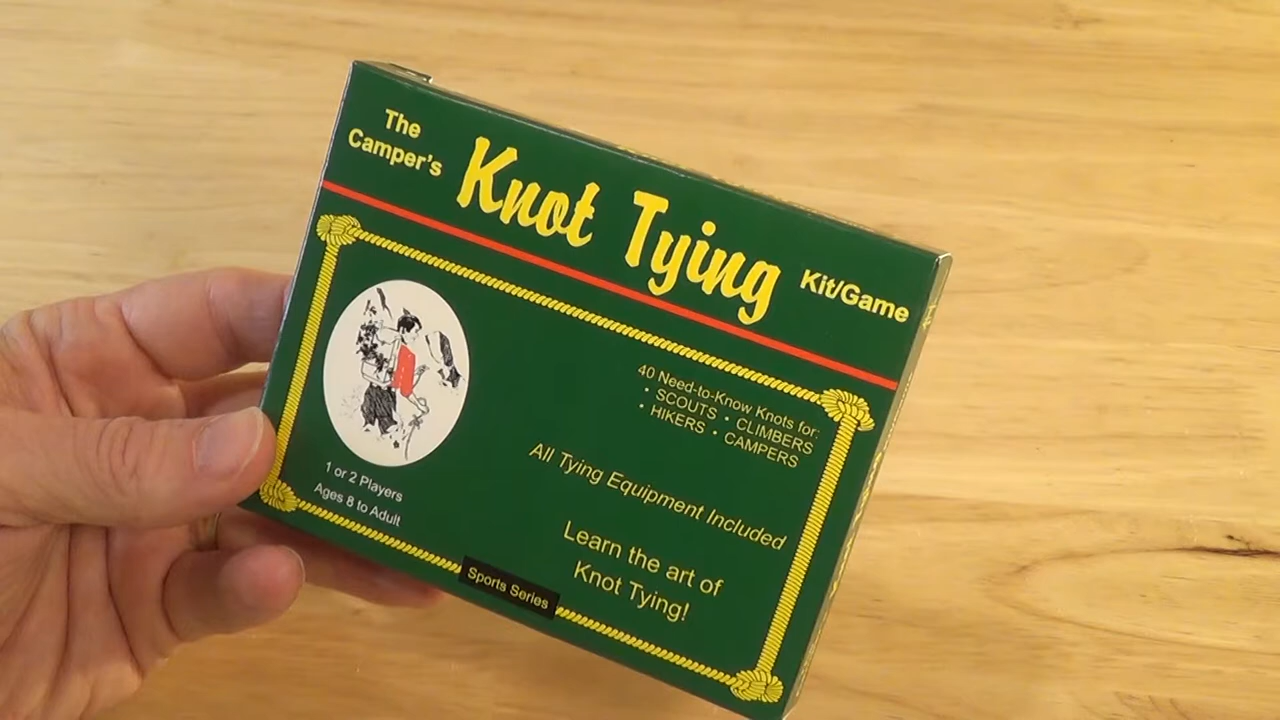 The
Camper's
Knot Tying
Kit/Game
40 Need-to-Know Knots for:
• SCOUTS • CLIMBERS
• HIKERS • CAMPERS
All Tying Equipment Included
1 or 2 Players
Ages 8 to Adult
Learn the art of
Knot Tying!
Sports Series